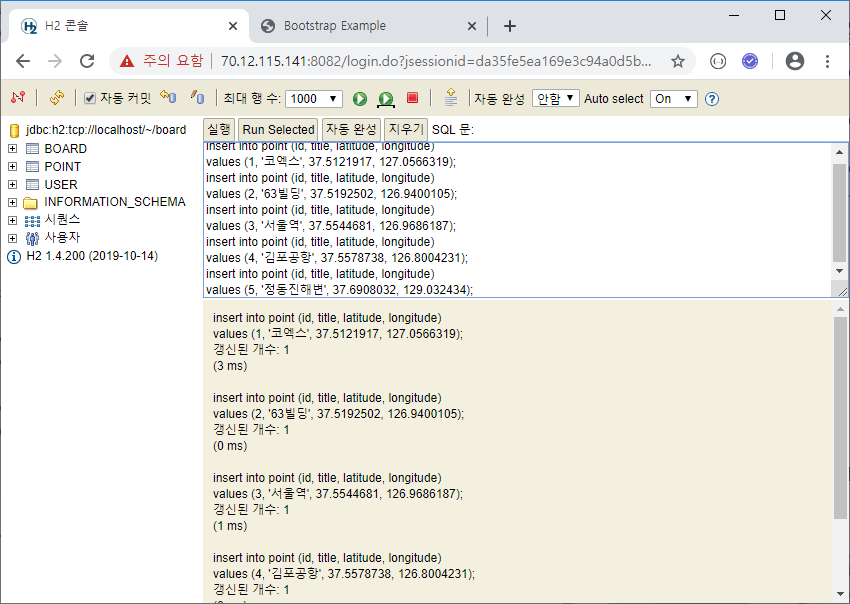 H2 콘솔
Bootstrap Example
주의 요함 | 70.12.115.141:8082/login.do?jsessionid=da35fe5ea169e3c94a0d5b...
자동 커밋 최대 행 수: 1000 자동 완성 안함 Auto select On
jdbc:h2:tcp://localhost/~/board
BOARD
POINT
USER
INFORMATION_SCHEMA
시퀀스
사용자
H2 1.4.200 (2019-10-14)
실행 Run Selected 자동 완성 지우기 SQL 문:
insert into point (id, title, latitude, longitude)
values (1, '코엑스', 37.5121917, 127.0566319);
insert into point (id, title, latitude, longitude)
values (2, '63빌딩', 37.5192502, 126.9400105);
insert into point (id, title, latitude, longitude)
values (3, '서울역', 37.5544681, 126.9686187);
insert into point (id, title, latitude, longitude)
values (4, '김포공항', 37.5578738, 126.8004231);
insert into point (id, title, latitude, longitude)
values (5, '정동진해변', 37.6908032, 129.032434);
insert into point (id, title, latitude, longitude)
values (1, '코엑스', 37.5121917, 127.0566319);
갱신된 개수: 1
(3 ms)
insert into point (id, title, latitude, longitude)
values (2, '63빌딩', 37.5192502, 126.9400105);
갱신된 개수: 1
(0 ms)
insert into point (id, title, latitude, longitude)
values (3, '서울역', 37.5544681, 126.9686187);
갱신된 개수: 1
(1 ms)
insert into point (id, title, latitude, longitude)
values (4, '김포공항', 37.5578738, 126.8004231);
갱신된 개수: 1